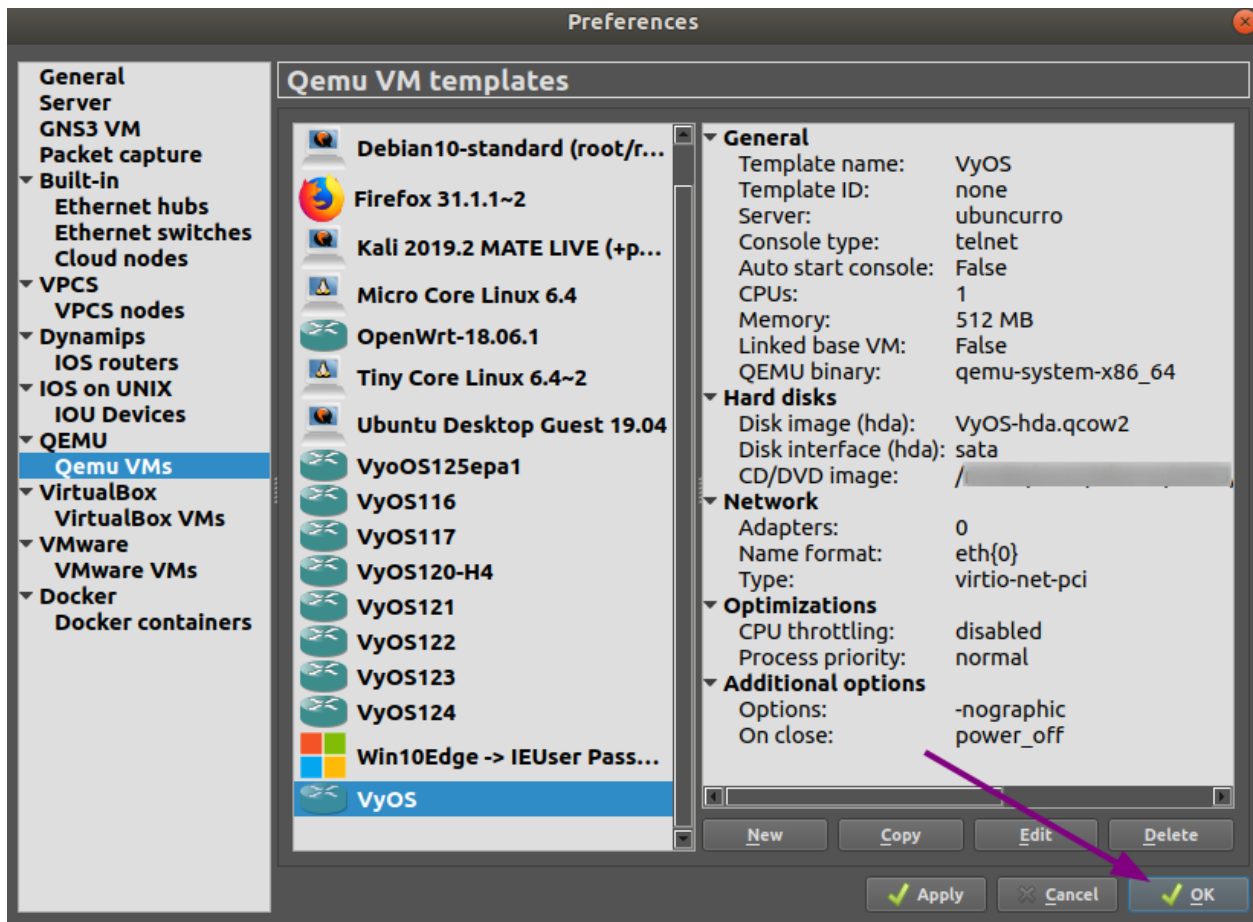 Preferences
General
Server
GNS3 VM
Packet capture
Built-in
Ethernet hubs
Ethernet switches
Cloud nodes
VPCS
VPCS nodes
Dynamips
IOS routers
IOS on UNIX
IOU Devices
QEMU
Qemu VMs
VirtualBox
VirtualBox VMs
VMware
VMware VMs
Docker
Docker containers
Qemu VM templates
Debian10-standard (root/r...
Firefox 31.1.1~2
Kali 2019.2 MATE LIVE (+p...
Micro Core Linux 6.4
OpenWrt-18.06.1
Tiny Core Linux 6.4~2
Ubuntu Desktop Guest 19.04
VyoOS125epa1
VyOS116
VyOS117
VyOS120-H4
VyOS121
VyOS122
VyOS123
VyOS124
Win10Edge -> IEUser Pass...
VyOS
General
Template name: VyOS
Template ID: none
Server: ubuncurro
Console type: telnet
Auto start console: False
CPUs: 1
Memory: 512 MB
Linked base VM: False
QEMU binary: qemu-system-x86_64
Hard disks
Disk image (hda): VyOS-hda.qcow2
Disk interface (hda): sata
CD/DVD image: /
Network
Adapters: 0
Name format: eth{0}
Type: virtio-net-pci
Optimizations
CPU throttling: disabled
Process priority: normal
Additional options
Options: -nographic
On close: power_off
New Copy Edit Delete
Apply Cancel OK